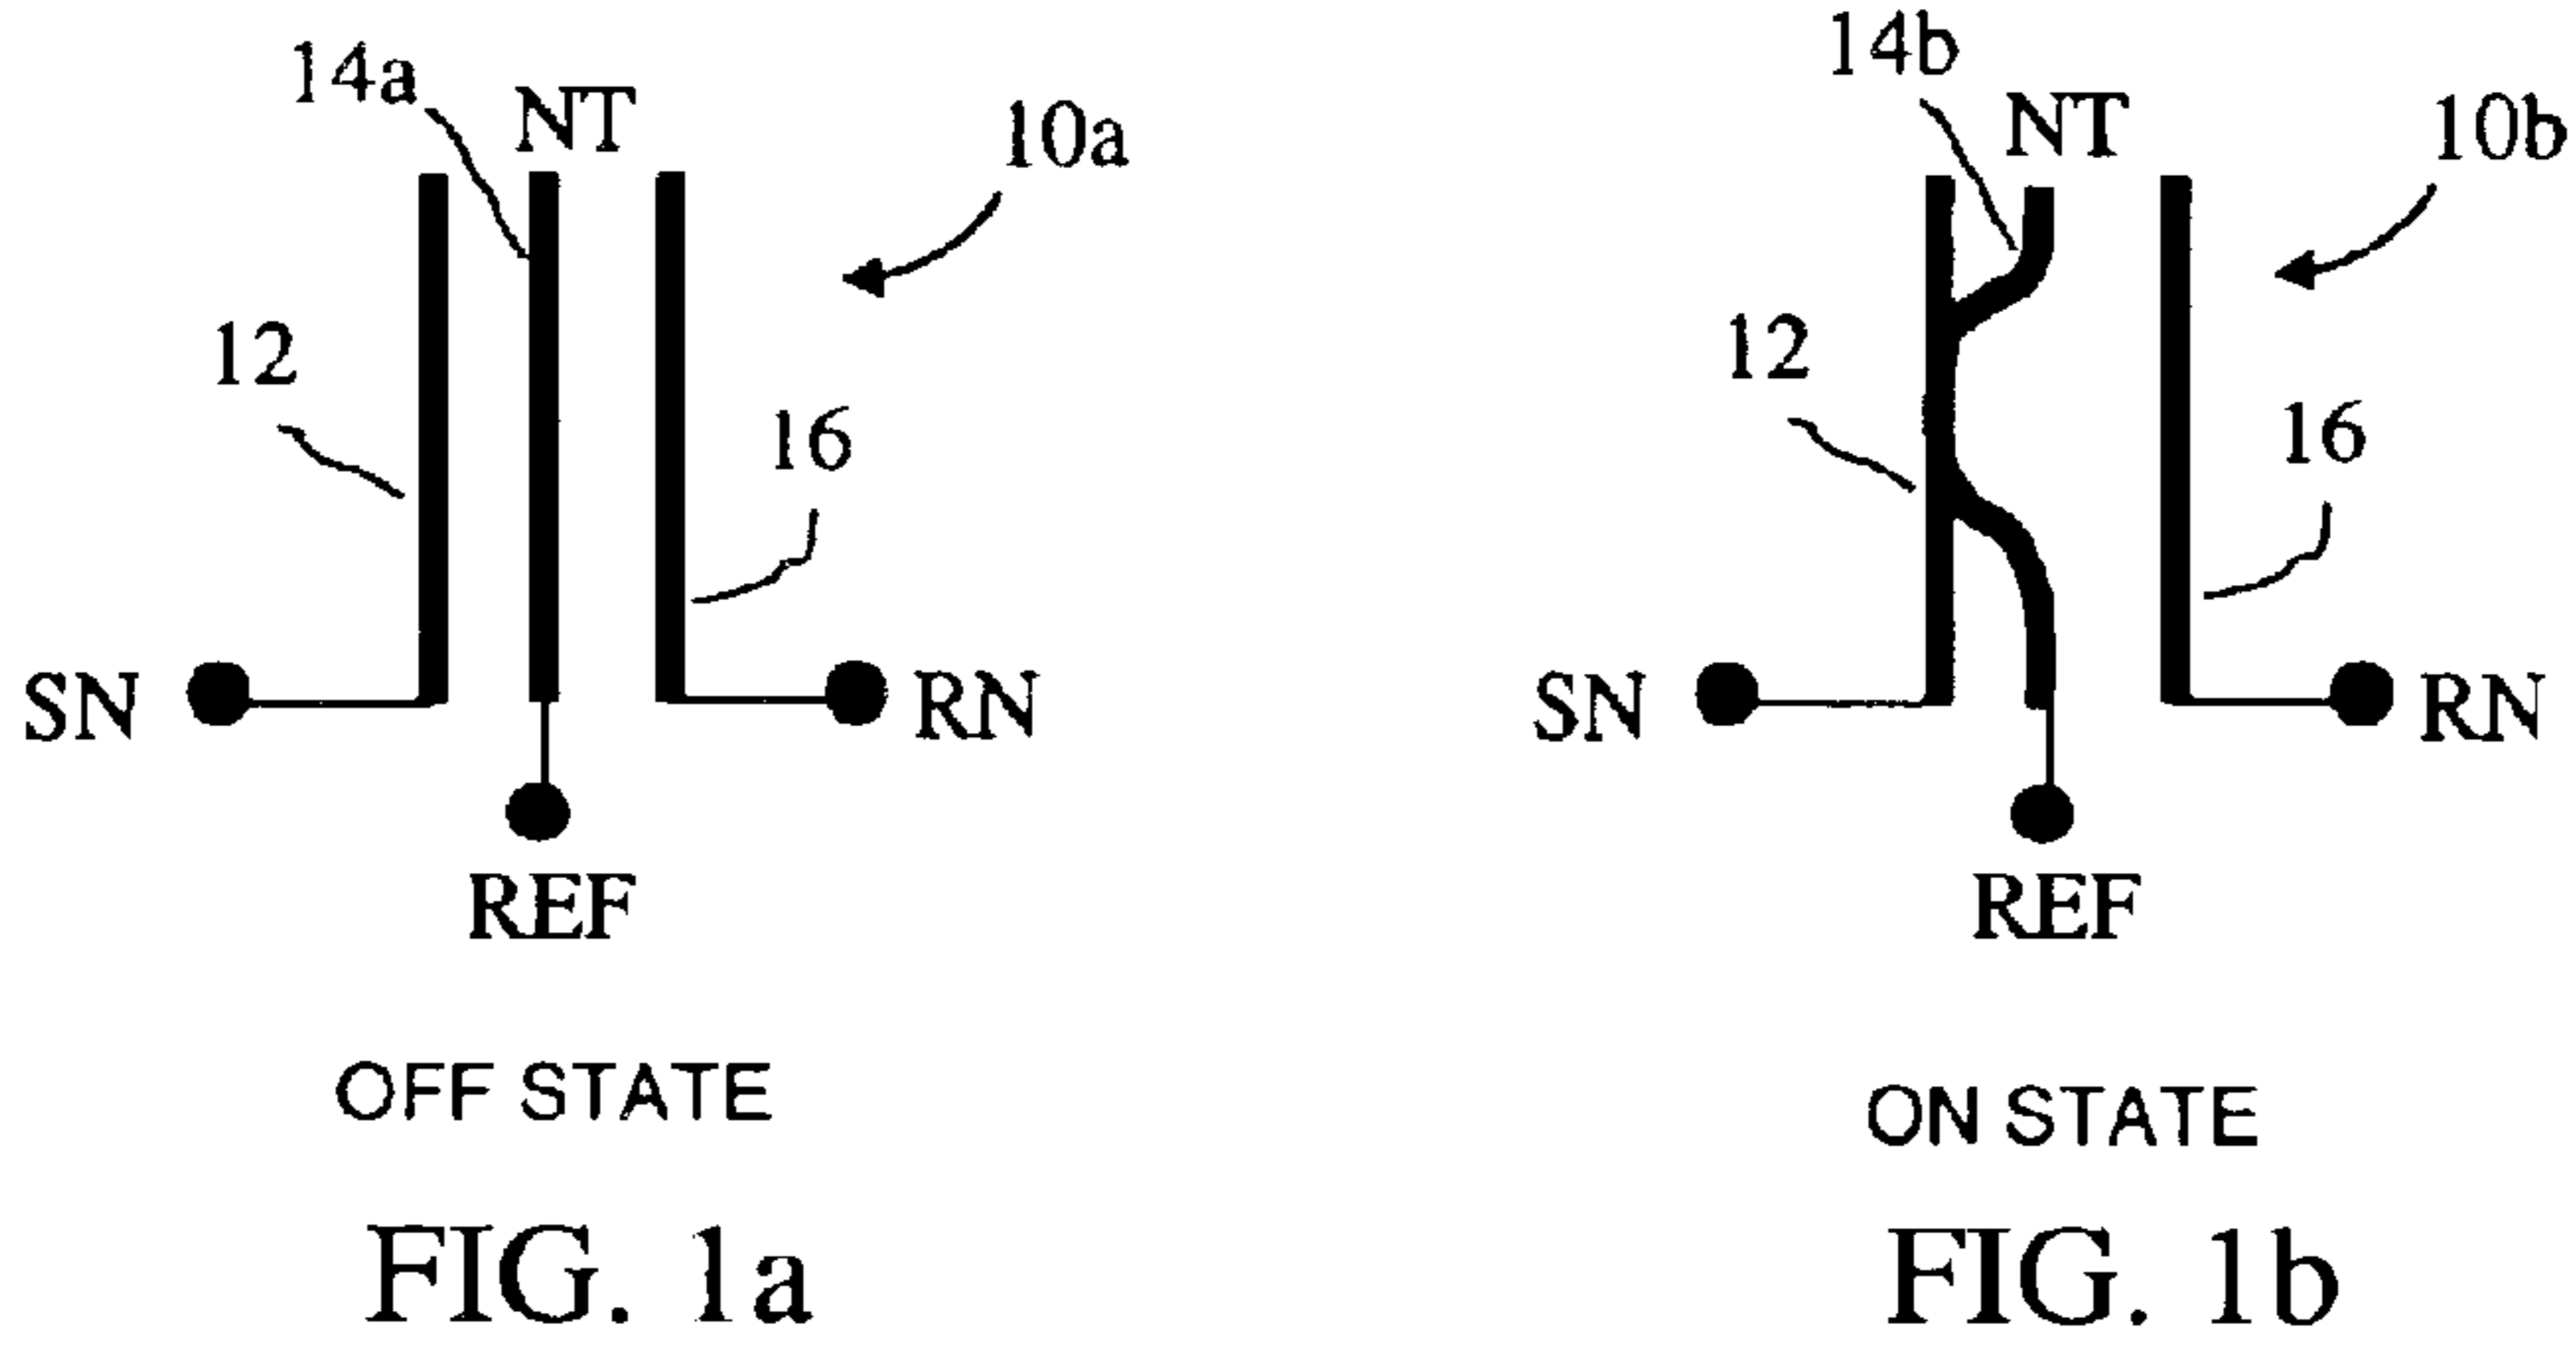 14a
NT
10a
12
16
SN
RN
REF
OFF STATE
FIG. 1a
14b
NT
10b
12
16
SN
RN
REF
ON STATE
FIG. 1b